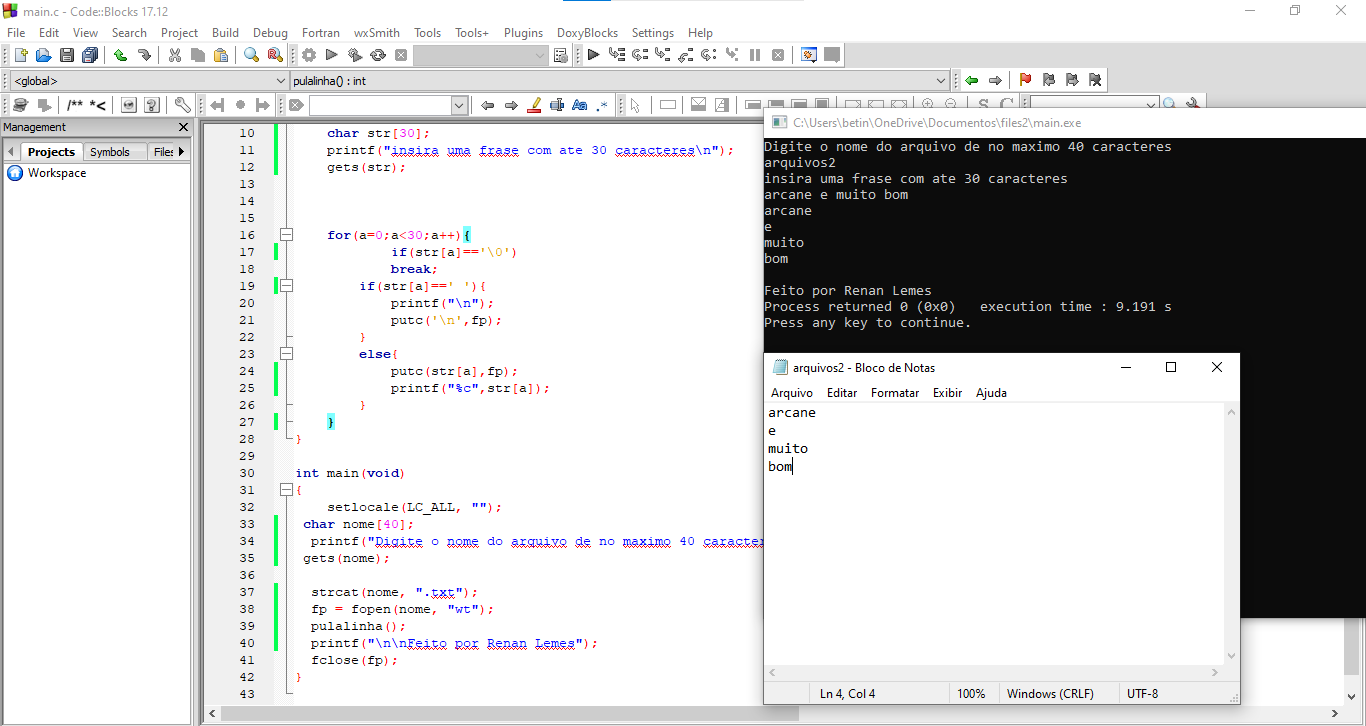 main.c - Code::Blocks 17.12
File Edit View Search Project Build Debug Fortran wxSmith Tools Tools+ Plugins DoxyBlocks Settings Help
<global> pulalinha() : int
/** *<
Management
Projects Symbols Files
Workspace
10 char str[30];
11 printf("insira uma frase com ate 30 caracteres\n");
12 gets(str);
13
14
15
16 for(a=0;a<30;a++){
17 if(str[a]=='\0')
18 break;
19 if(str[a]==' '){
20 printf("\n");
21 putc('\n',fp);
22 }
23 else{
24 putc(str[a],fp);
25 printf("%c",str[a]);
26 }
27 }
28 }
29
30 int main(void)
31 {
32 setlocale(LC_ALL, "");
33 char nome[40];
34 printf("Digite o nome do arquivo de no maximo 40 caracter
35 gets(nome);
36
37 strcat(nome, ".txt");
38 fp = fopen(nome, "wt");
39 pulalinha();
40 printf("\n\nFeito por Renan Lemes");
41 fclose(fp);
42 }
43
C:\Users\betin\OneDrive\Documentos\files2\main.exe
Digite o nome do arquivo de no maximo 40 caracteres
arquivos2
insira uma frase com ate 30 caracteres
arcane e muito bom
arcane
e
muito
bom
Feito por Renan Lemes
Process returned 0 (0x0) execution time : 9.191 s
Press any key to continue.
arquivos2 - Bloco de Notas
Arquivo Editar Formatar Exibir Ajuda
arcane
e
muito
bom
Ln 4, Col 4 100% Windows (CRLF) UTF-8